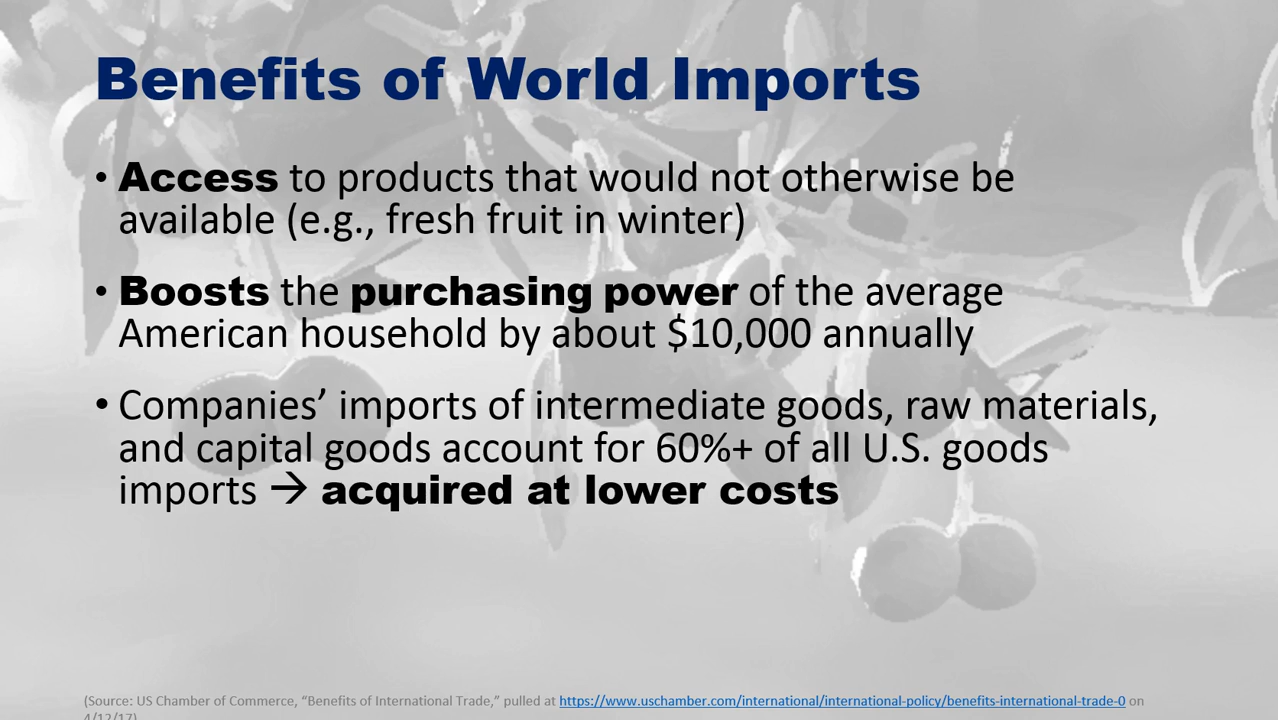 Benefits of World Imports
• Access to products that would not otherwise be
available (e.g., fresh fruit in winter)
• Boosts the purchasing power of the average
American household by about $10,000 annually
• Companies’ imports of intermediate goods, raw materials,
and capital goods account for 60%+ of all U.S. goods
imports → acquired at lower costs
(Source: US Chamber of Commerce, “Benefits of International Trade,” pulled at https://www.uschamber.com/international/international-policy/benefits-international-trade-0 on
4/12/17)